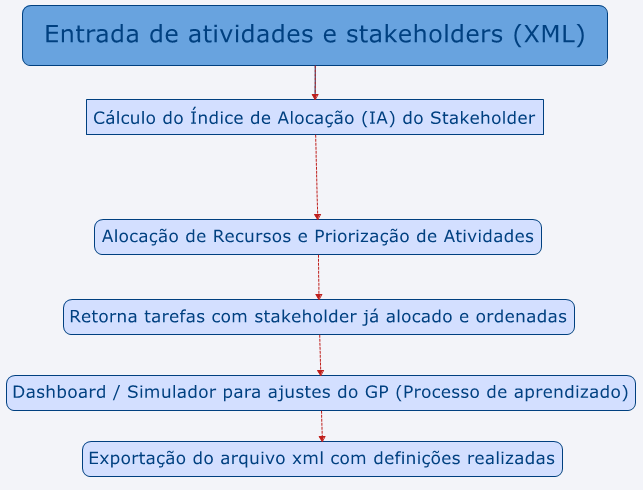 Entrada de atividades e stakeholders (XML)
Cálculo do Índice de Alocação (IA) do Stakeholder
Alocação de Recursos e Priorização de Atividades
Retorna tarefas com stakeholder já alocado e ordenadas
Dashboard / Simulador para ajustes do GP (Processo de aprendizado)
Exportação do arquivo xml com definições realizadas